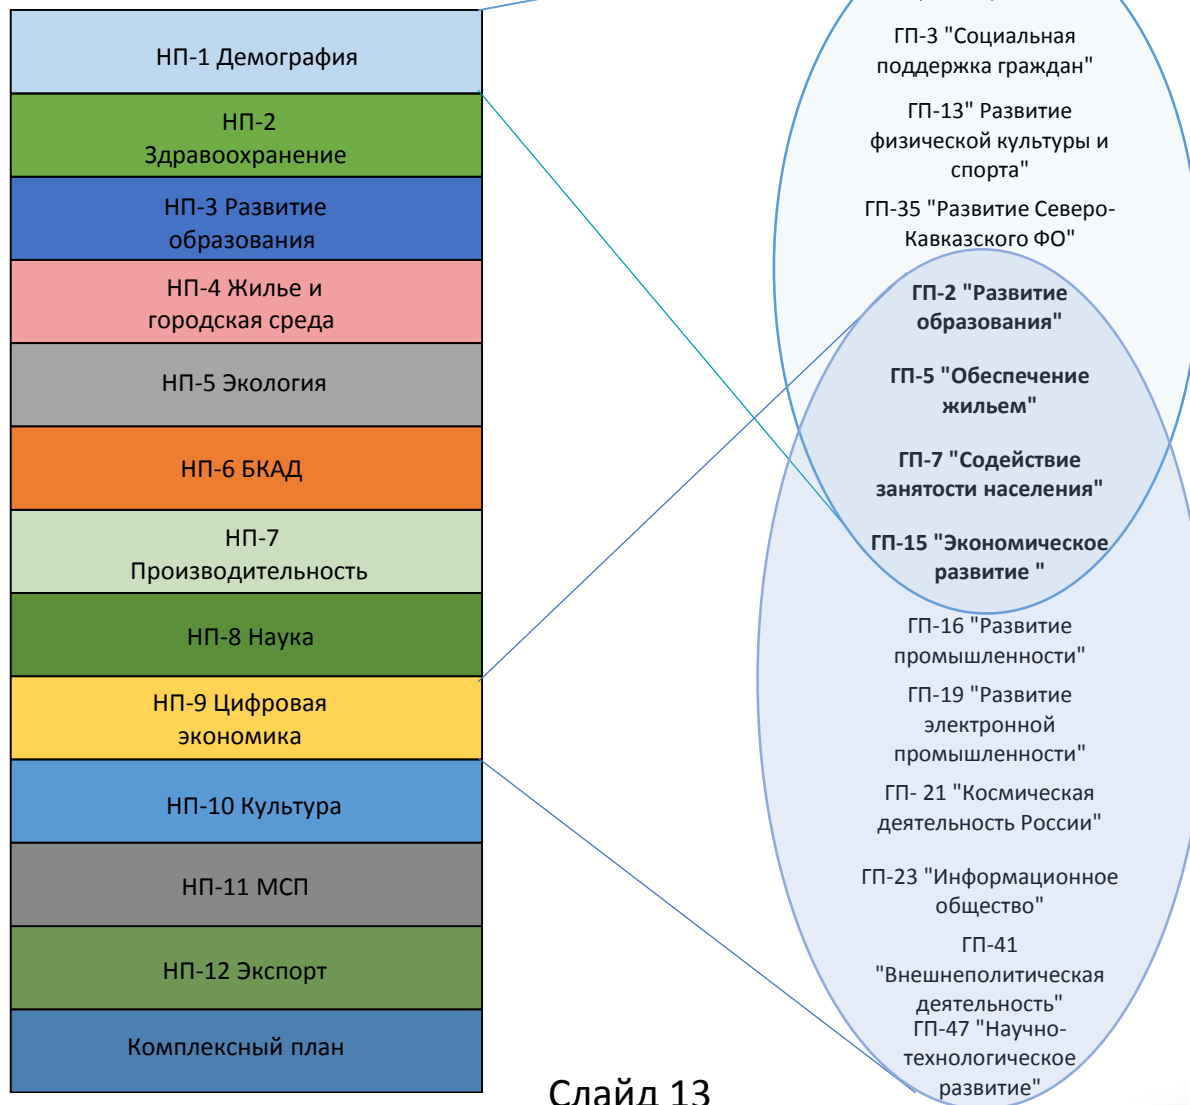 НП-1 Демография
НП-2
Здравоохранение
НП-3 Развитие
образования
НП-4 Жилье и
городская среда
НП-5 Экология
НП-6 БКАД
НП-7
Производительность
НП-8 Наука
НП-9 Цифровая
экономика
НП-10 Культура
НП-11 МСП
НП-12 Экспорт
Комплексный план
ГП-3 "Социальная
поддержка граждан"
ГП-13" Развитие
физической культуры и
спорта"
ГП-35 "Развитие Северо-
Кавказского ФО"
ГП-2 "Развитие
образования"
ГП-5 "Обеспечение
жильем"
ГП-7 "Содействие
занятости населения"
ГП-15 "Экономическое
развитие "
ГП-16 "Развитие
промышленности"
ГП-19 "Развитие
электронной
промышленности"
ГП- 21 "Космическая
деятельность России"
ГП-23 "Информационное
общество"
ГП-41
"Внешнеполитическая
деятельность"
ГП-47 "Научно-
технологическое
развитие"
Слайд 13